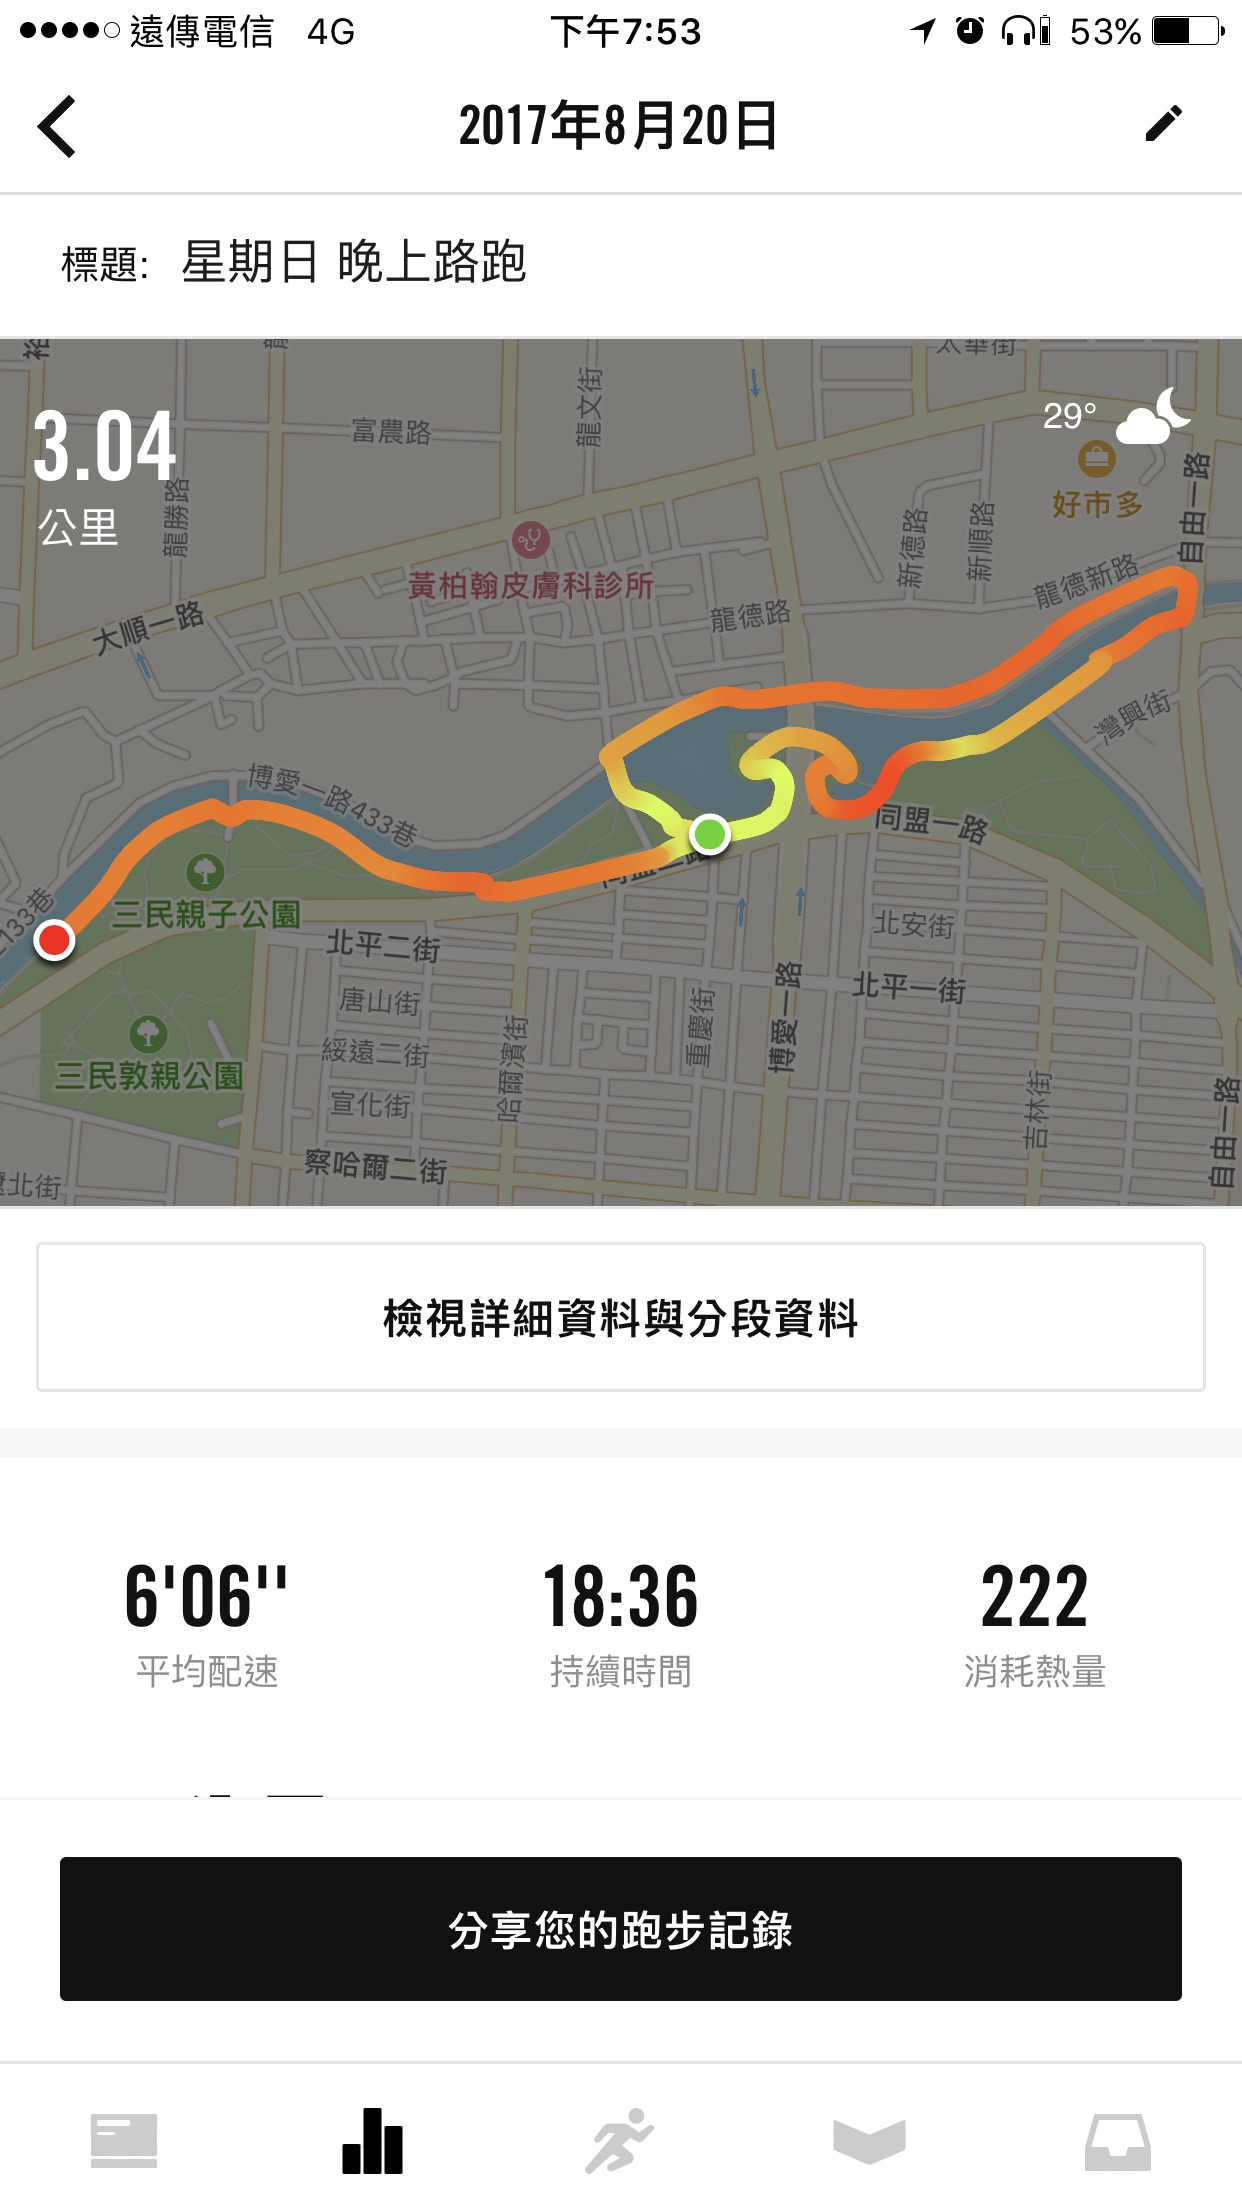 遠傳電信 4G 下午7:53 53%
2017年8月20日
標題: 星期日 晚上路跑
太華街
3.04
公里
29°
富農路
龍文街
龍勝路
好市多
自由一路
新德路
新順路
黃柏翰皮膚科診所
龍德新路
龍德路
大順一路
灣興街
博愛一路433巷
同盟一路
三民親子公園
北安街
北平二街
北平一街
唐山街
重慶街
博愛一路
哈爾濱街
綏遠二街
三民敦親公園
宣化街
吉林街
自由一路
察哈爾二街
北街
檢視詳細資料與分段資料
6'06'' 18:36 222
平均配速 持續時間 消耗熱量
分享您的跑步記錄